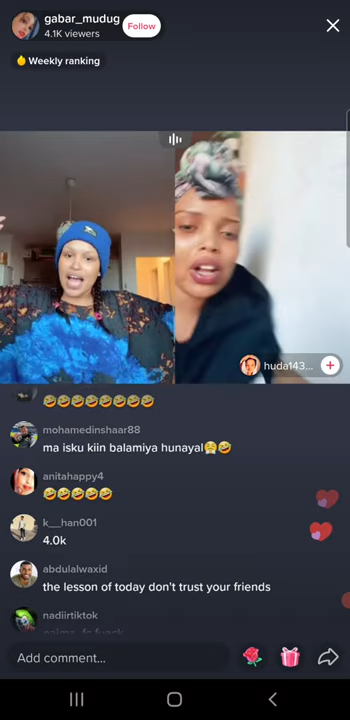 gabar_mudug
4.1K viewers
Follow
Weekly ranking
huda143...
🤣🤣🤣🤣🤣🤣🤣🤣
mohamedinshaar88
ma isku kiin balamiya hunayal😤🤣
anitahappy4
🤣🤣🤣🤣🤣
k__han001
4.0k
abdulalwaxid
the lesson of today don't trust your friends
nadiirtiktok
Add comment...